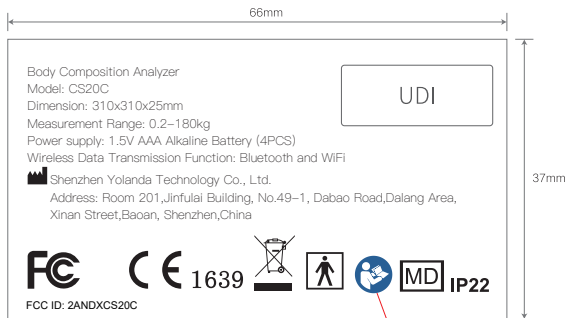 66mm
Body Composition Analyzer
Model: CS20C
UDI
Dimension: 310x310x25mm
Measurement Range: 0.2-180kg
Power supply: 1.5V AAA Alkaline Battery (4PCS)
Wireless Data Transmission Function: Bluetooth and WiFi
Shenzhen Yolanda Technology Co., Ltd.
37mm
Address: Room 201,Jinfulai Building, No.49-1, Dabao Road,Dalang Area,
Xinan Street,Baoan, Shenzhen,China
FC CE 1639 MD IP22
FCC ID: 2ANDXCS20C